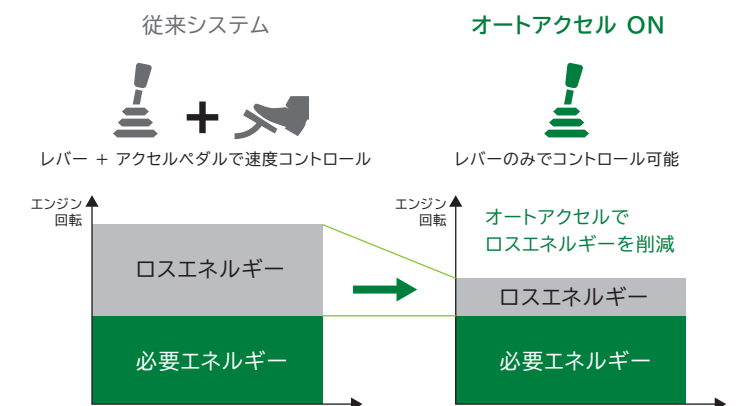 従来システム
オートアクセル ON
レバー + アクセルペダルで速度コントロール
レバーのみでコントロール可能
エンジン
回転
ロスエネルギー
必要エネルギー
エンジン
回転
オートアクセルで
ロスエネルギーを削減
ロスエネルギー
必要エネルギー